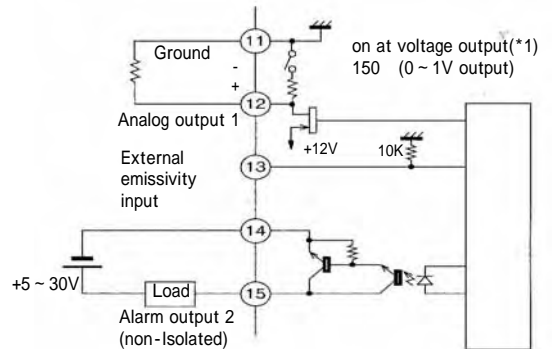 11
Ground
on at voltage output(*1)
150 (0 ~ 1V output)
-
+
12
Analog output 1
+12V
10K
External
emissivity
input
13
14
+5 ~ 30V
Load
15
Alarm output 2
(non-Isolated)